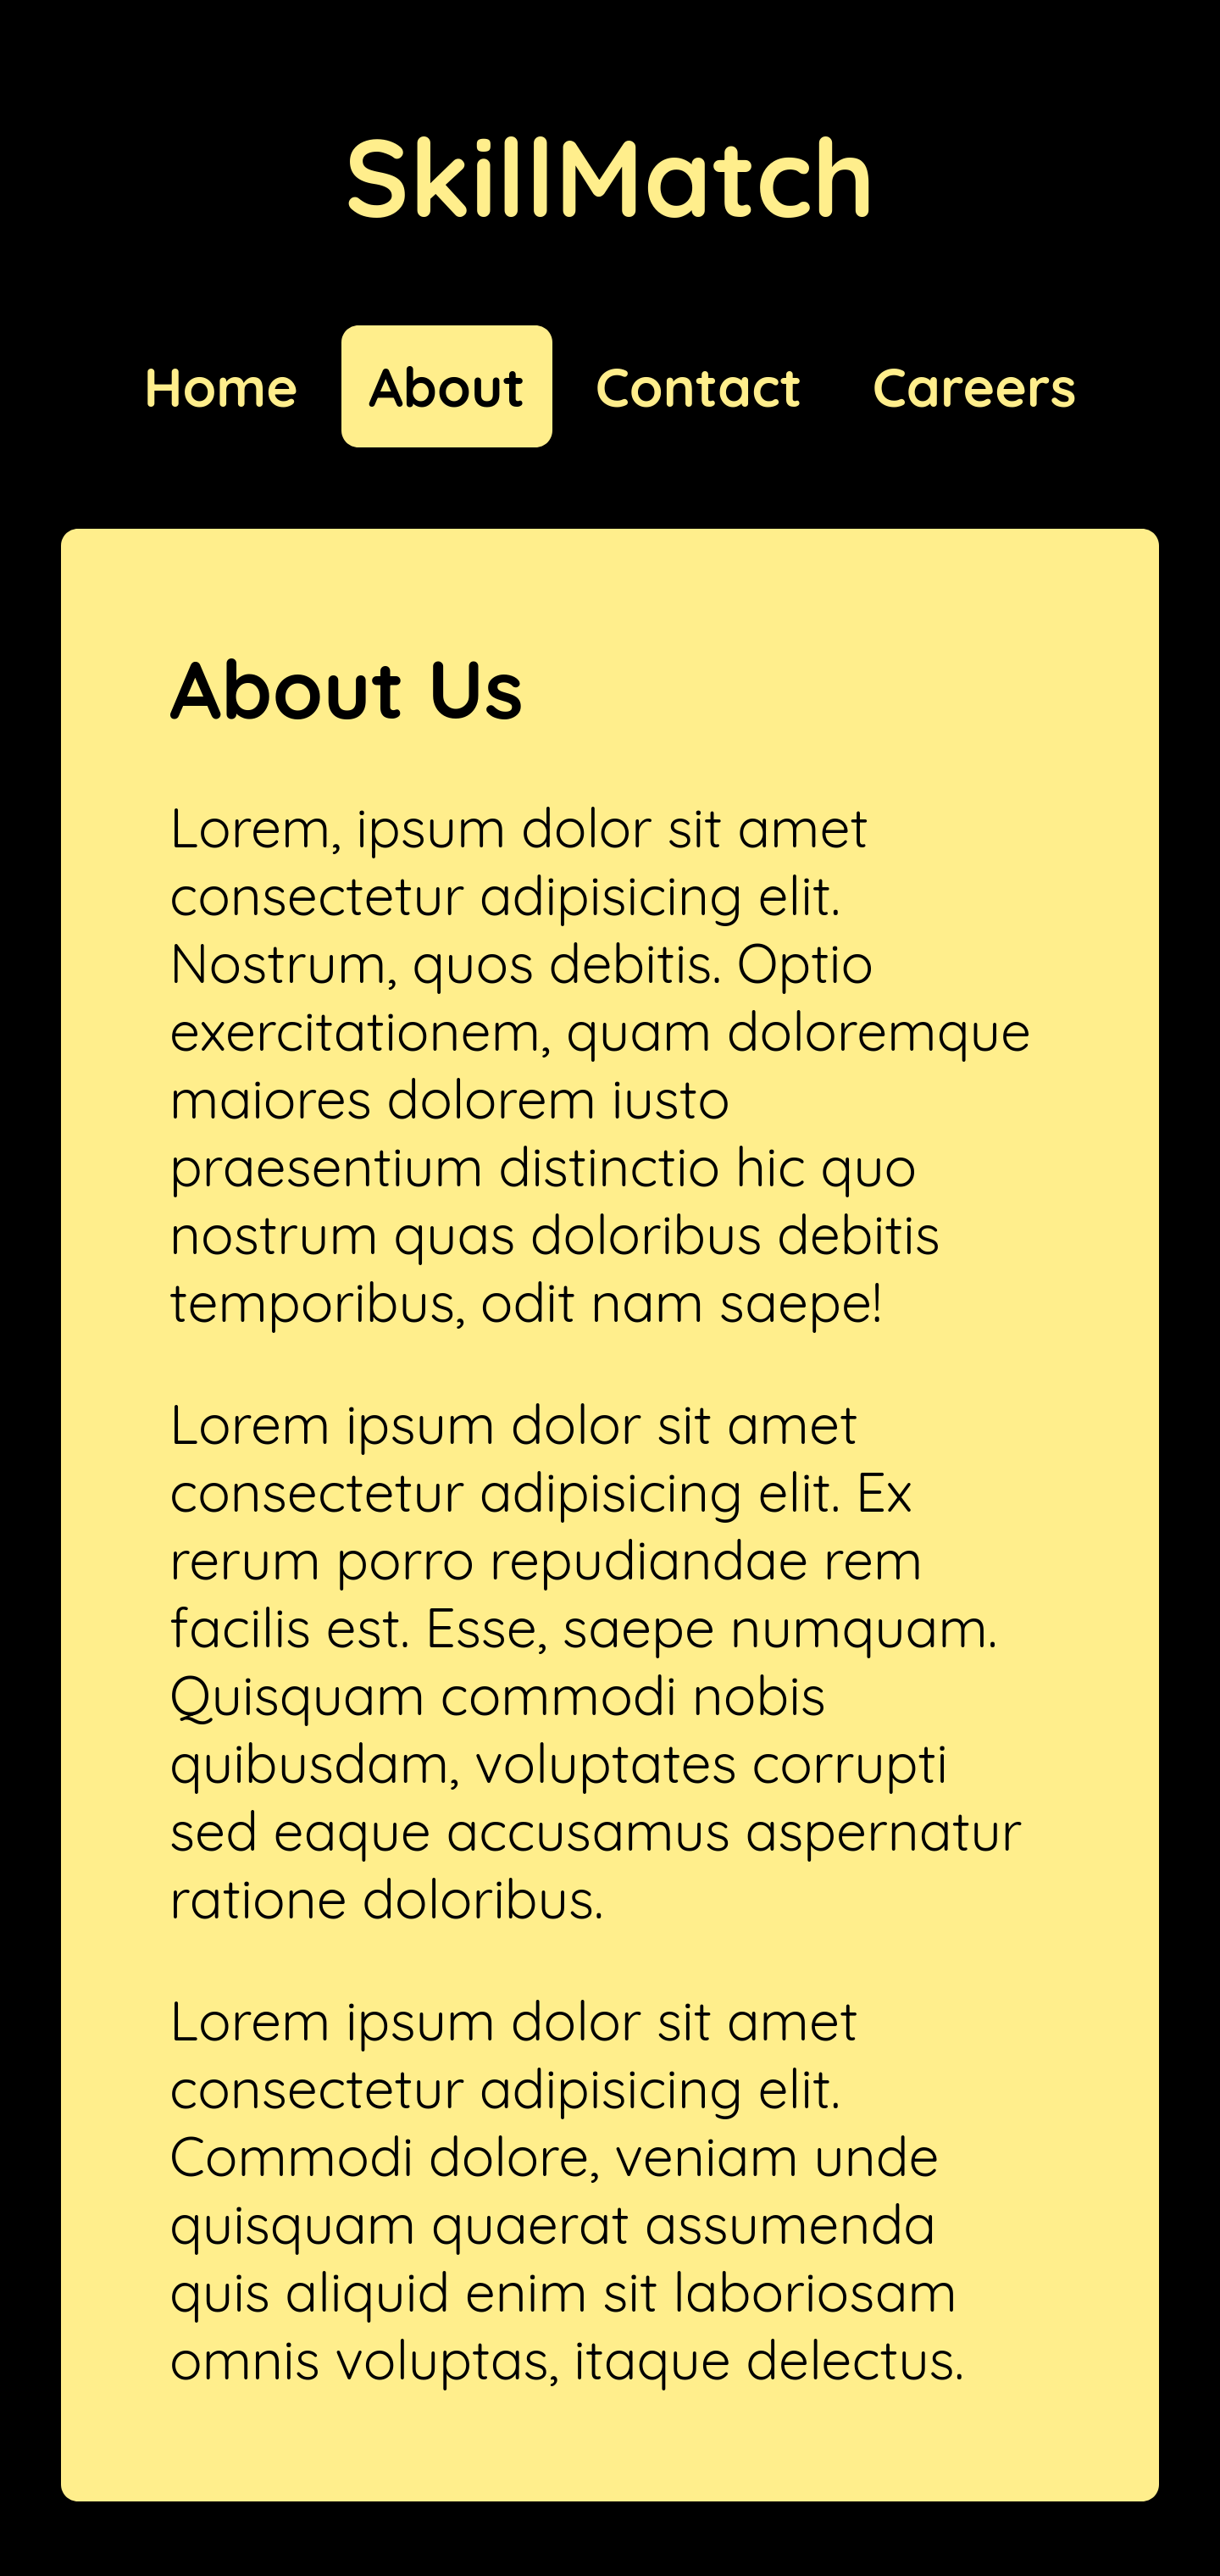 SkillMatch
Home About Contact Careers
About Us
Lorem, ipsum dolor sit amet
consectetur adipisicing elit.
Nostrum, quos debitis. Optio
exercitationem, quam doloremque
maiores dolorem iusto
praesentium distinctio hic quo
nostrum quas doloribus debitis
temporibus, odit nam saepe!
Lorem ipsum dolor sit amet
consectetur adipisicing elit. Ex
rerum porro repudiandae rem
facilis est. Esse, saepe numquam.
Quisquam commodi nobis
quibusdam, voluptates corrupti
sed eaque accusamus aspernatur
ratione doloribus.
Lorem ipsum dolor sit amet
consectetur adipisicing elit.
Commodi dolore, veniam unde
quisquam quaerat assumenda
quis aliquid enim sit laboriosam
omnis voluptas, itaque delectus.